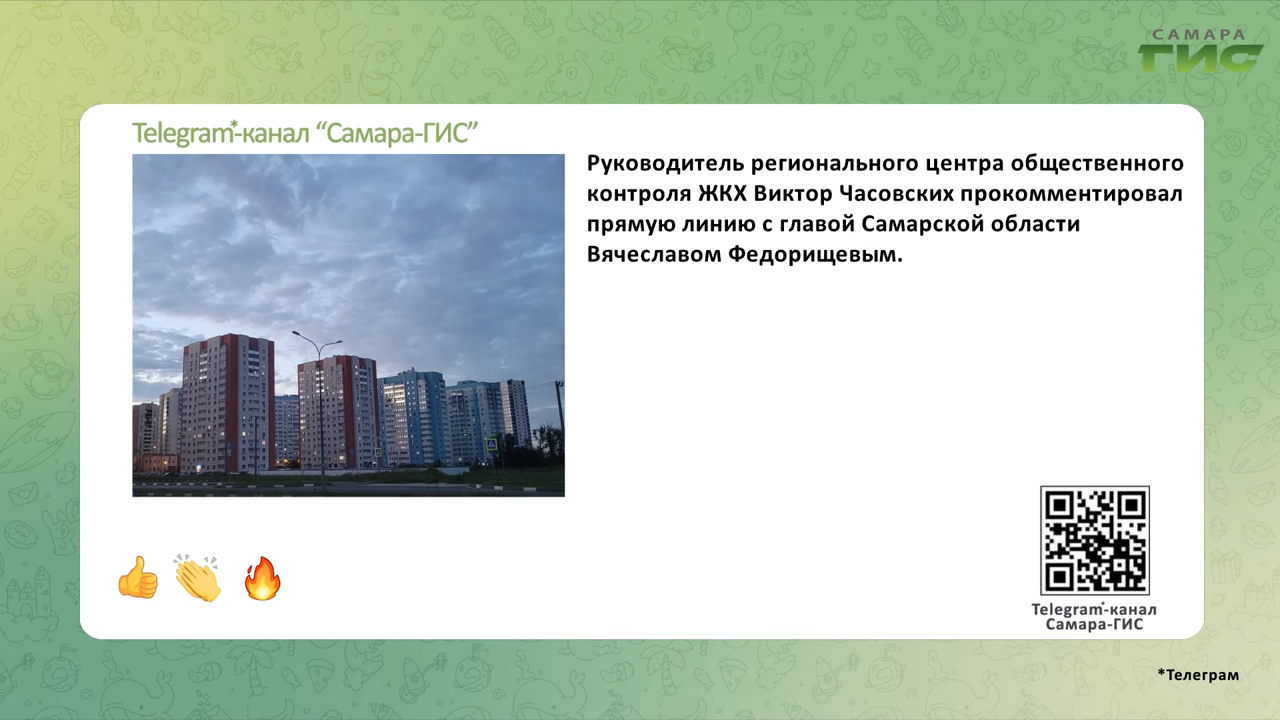 САМАРА
ГИС
Telegram*-канал “Самара-ГИС”
Руководитель регионального центра общественного
контроля ЖКХ Виктор Часовских прокомментировал
прямую линию с главой Самарской области
Вячеславом Федорищевым.
Telegram*-канал
Самара-ГИС
*Телеграм